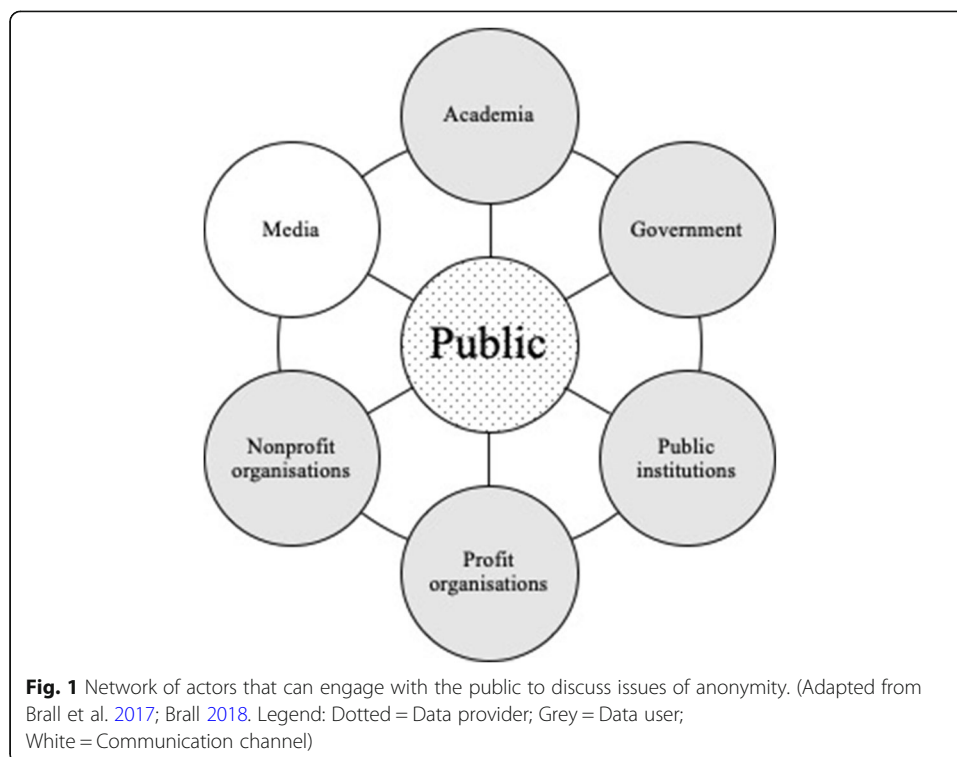 Academia
Media
Government
Public
Nonprofit
organisations
Public
institutions
Profit
organisations
Fig. 1 Network of actors that can engage with the public to discuss issues of anonymity. (Adapted from
Brall et al. 2017; Brall 2018. Legend: Dotted = Data provider; Grey = Data user;
White = Communication channel)